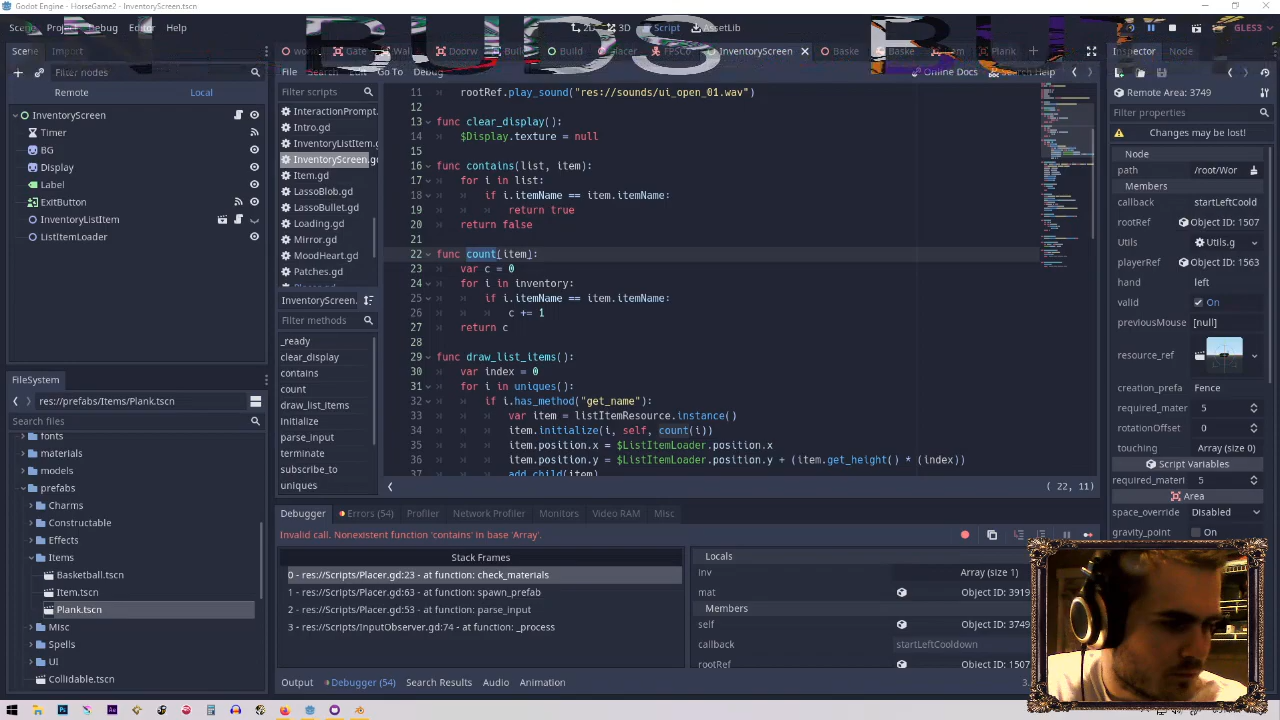 Godot Engine - HorseGame2 - InventoryScreen.tscn
Scene Project Debug Editor Help
2D 3D Script AssetLib
GLES3
BUDSS BU
Scene Import
Gate Doorw Build FPSCo InventoryScreen Baske Baske Plank
Inspector Node
Filter nodes
File Search Edit Go To Debug
Online Docs Search Help
Remote Local
Filter scripts
Remote Area: 3749
Filter properties
Changes may be lost!
InventoryScreen
Timer
BG
Display
Label
ExitButton
InventoryListItem
ListItemLoader
InteractionPrompt.
Intro.gd
InventoryListItem.g
InventoryScreen.g
Item.gd
LassoBlob.gd
LassoBullet.gd
Loading.gd
Mirror.gd
MoodHeart.gd
Patches.gd
Placer.gd
InventoryScreen.
Filter methods
_ready
clear_display
contains
count
draw_list_items
initialize
parse_input
terminate
subscribe_to
uniques
11 rootRef.play_sound("res://sounds/ui_open_01.wav")
12
13 func clear_display():
14 $Display.texture = null
15
16 func contains(list, item):
17 for i in list:
18 if i.itemName == itemName:
19 return true
20 return false
21
22 func count(item):
23 var c = 0
24 for i in inventory:
25 if i.itemName == item.itemName:
26 c += 1
27 return c
28
29 func draw_list_items():
30 var index = 0
31 for i in uniques():
32 if i.has_method("get_name"):
33 var item = listItemResource.instance()
34 item.initialize(i, self, count(i))
35 item.position.x = $ListItemLoader.position.x
36 item.position.y = $ListItemLoader.position.y + (item.get_height() * (index))
37 add_child(item)
( 22, 11)
Node
path /root/Wor
Members
callback startLeftCoold
rootRef Object ID: 1507
Utils Utils.g
playerRef Object ID: 1563
hand left
valid On
previousMouse [null]
resource_ref
creation_prefa Fence
required_mater 5
rotationOffset 0
touching Array (size 0)
Script Variables
required_materi 5
Area
space_override Disabled
gravity_point On
FileSystem
res://prefabs/Items/Plank.tscn
Search files
fonts
materials
models
prefabs
Charms
Constructable
Effects
Items
Basketball.tscn
Item.tscn
Plank.tscn
Misc
Spells
UI
Collidable.tscn
Debugger Errors (54) Profiler Network Profiler Monitors Video RAM Misc
Invalid call. Nonexistent function 'contains' in base 'Array'.
Stack Frames
0 - res://Scripts/Placer.gd:23 - at function: check_materials
1 - res://Scripts/Placer.gd:63 - at function: spawn_prefab
2 - res://Scripts/Placer.gd:53 - at function: parse_input
3 - res://Scripts/InputObserver.gd:74 - at function: _process
Locals
inv Array (size 1)
mat Object ID: 3919
Members
self Object ID: 3749
callback startLeftCooldown
rootRef Object ID: 1507
Output Debugger (54) Search Results Audio Animation
3.